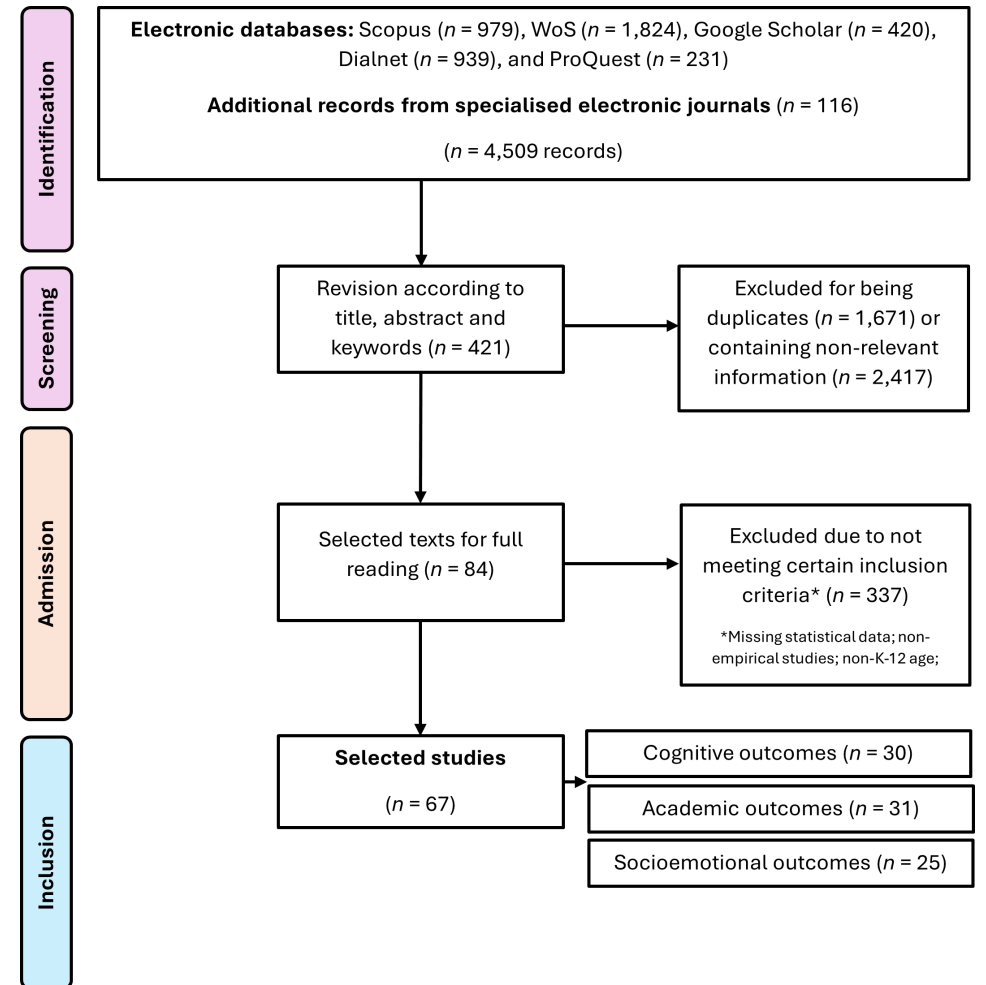 Identification
Electronic databases: Scopus (n = 979), WoS (n = 1,824), Google Scholar (n = 420),
Dialnet (n = 939), and ProQuest (n = 231)
Additional records from specialised electronic journals (n = 116)
(n = 4,509 records)
Screening
Revision according to
title, abstract and
keywords (n = 421)
Excluded for being
duplicates (n = 1,671) or
containing non-relevant
information (n = 2,417)
Admission
Selected texts for full
reading (n = 84)
Excluded due to not
meeting certain inclusion
criteria* (n = 337)
*Missing statistical data; non-
empirical studies; non-K-12 age;
Inclusion
Selected studies
(n = 67)
Cognitive outcomes (n = 30)
Academic outcomes (n = 31)
Socioemotional outcomes (n = 25)